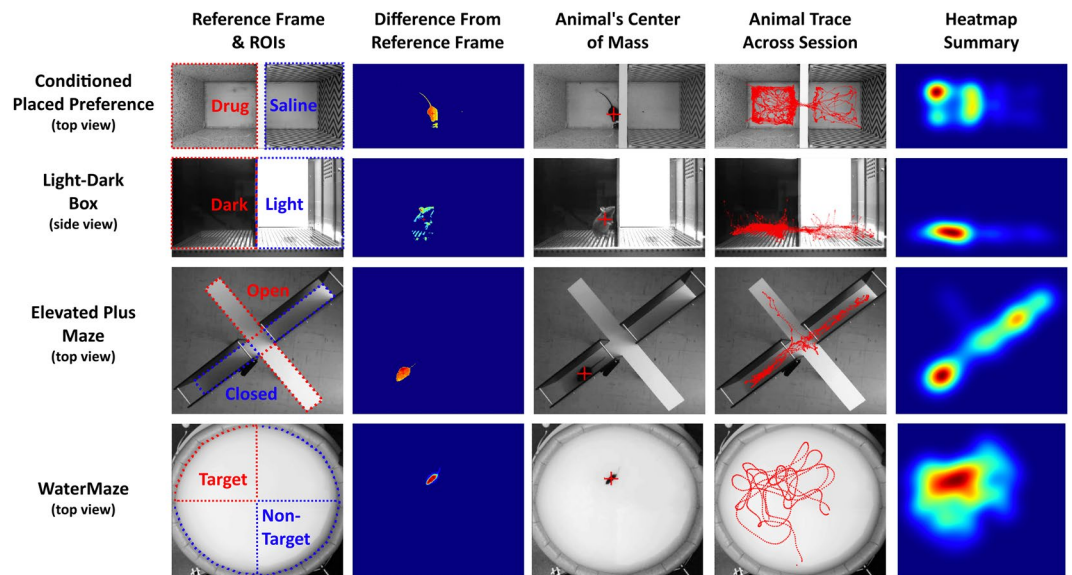 Reference Frame
& ROIs
Difference From
Reference Frame
Animal's Center
of Mass
Animal Trace
Across Session
Heatmap
Summary
Conditioned
Placed Preference
(top view)
Drug
Saline
Light-Dark
Box
(side view)
Dark
Light
Elevated Plus
Maze
(top view)
Open
Closed
WaterMaze
(top view)
Target
Non-
Target